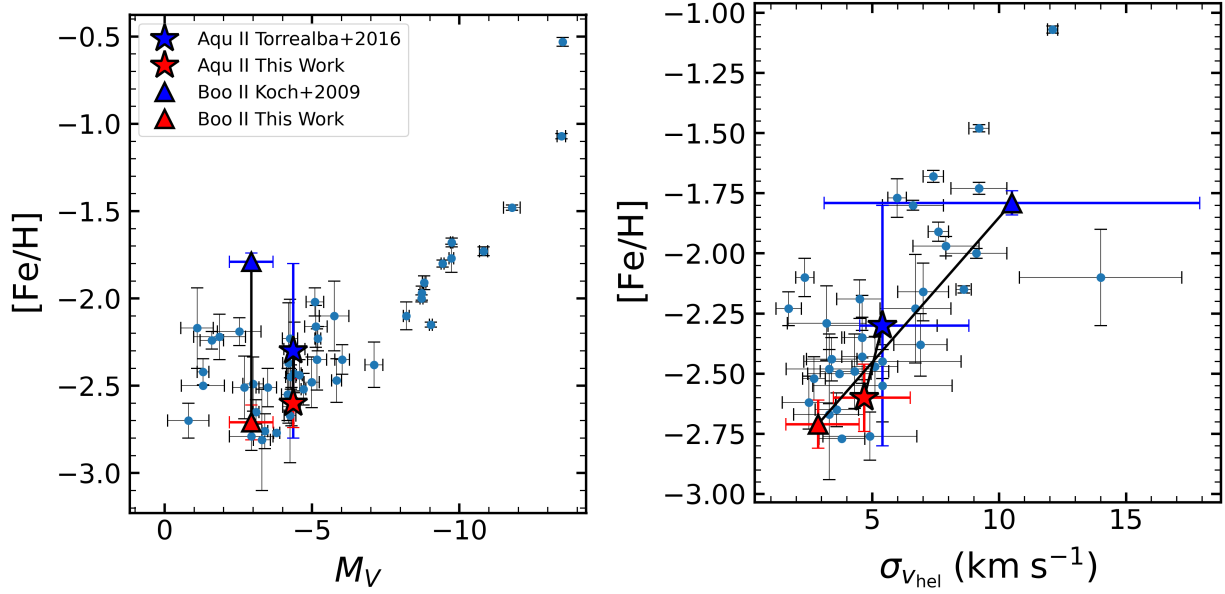 Aqu II Torrealba+2016
Aqu II This Work
Boo II Koch+2009
Boo II This Work
−0.5
−1.0
−1.5
−2.0
−2.5
−3.0
[Fe/H]
0
−5
−10
M_V
−1.00
−1.25
−1.50
−1.75
−2.00
−2.25
−2.50
−2.75
−3.00
[Fe/H]
5
10
15
σ_{v_{hel}} (km s⁻¹)